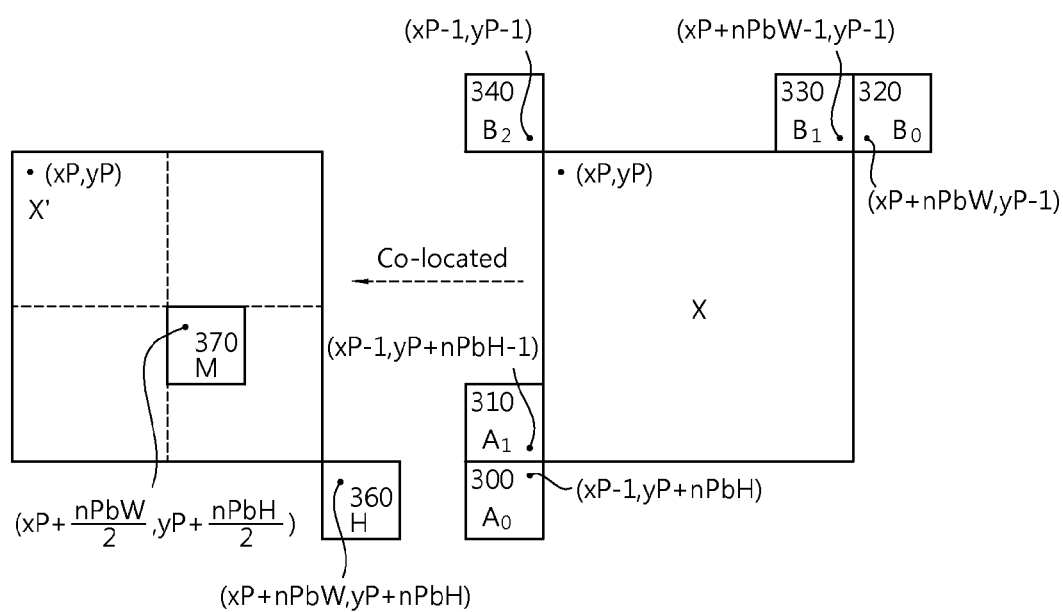 (xP-1,yP-1)
(xP+nPbW-1,yP-1)
340
B₂
330
B₁
320
B₀
• (xP,yP)
X'
• (xP,yP)
(xP+nPbW,yP-1)
Co-located
X
370
M
(xP-1,yP+nPbH-1)
310
A₁
300
A₀
(xP-1,yP+nPbH)
360
H
(xP+nPbW/2,yP+nPbH/2)
(xP+nPbW,yP+nPbH)